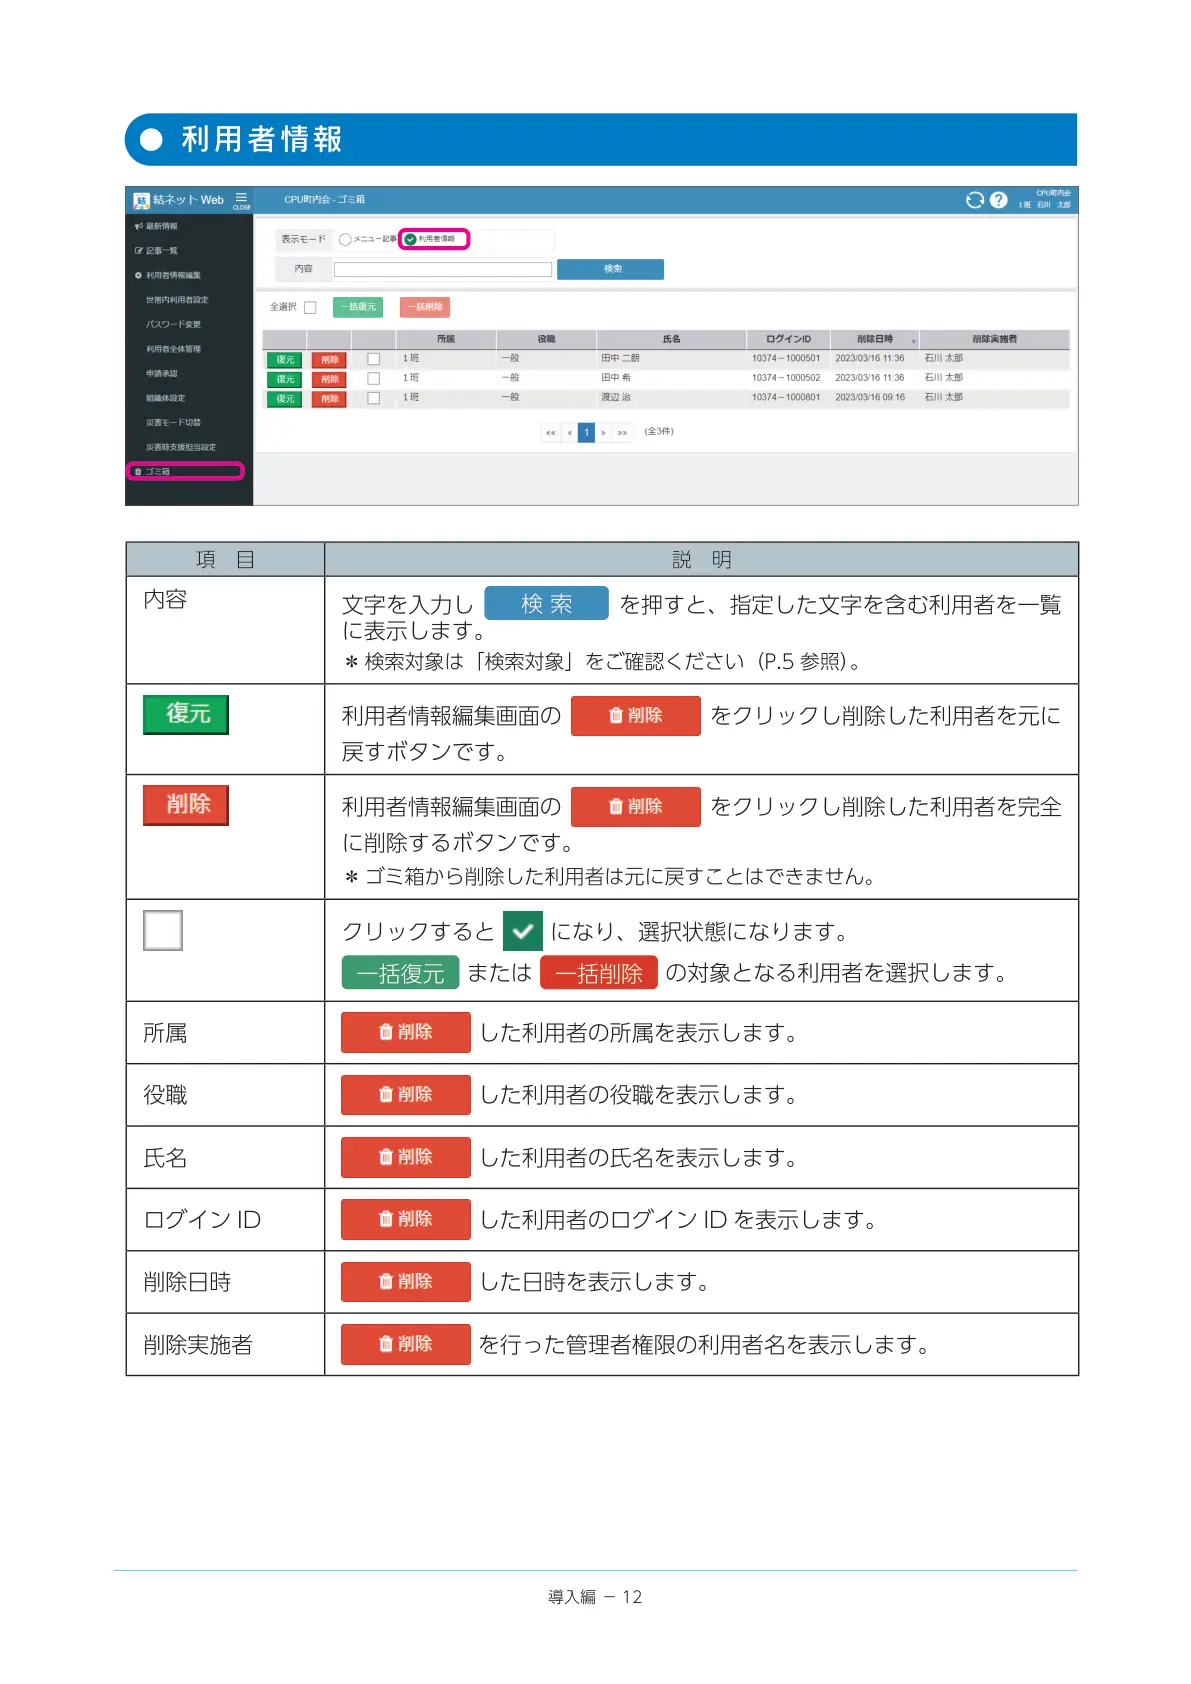 利用者情報
結 結ネット Web CLOSE
CPU町内会 - ゴミ箱
? CPU町内会
1班 石川 太郎
最新情報
記事一覧
利用者情報編集
世帯内利用者設定
パスワード変更
利用者全体管理
申請承認
組織体設定
災害モード切替
災害時支援担当設定
ゴミ箱
表示モード メニュー記事 利用者情報
内容 検索
全選択 一括復元 一括削除
所属 役職 氏名 ログインID 削除日時 削除実施者
復元 削除 1班 一般 田中 二朗 10374－1000501 2023/03/16 11:36 石川 太郎
復元 削除 1班 一般 田中 希 10374－1000502 2023/03/16 11:36 石川 太郎
復元 削除 1班 一般 渡辺 治 10374－1000801 2023/03/16 09:16 石川 太郎
«« « 1 » »» (全3件)
項　目 説　明
内容
文字を入力し 検 索 を押すと、指定した文字を含む利用者を一覧
に表示します。
＊検索対象は「検索対象」をご確認ください（P.5 参照）。
復元
利用者情報編集画面の 削除 をクリックし削除した利用者を元に
戻すボタンです。
削除
利用者情報編集画面の 削除 をクリックし削除した利用者を完全
に削除するボタンです。
＊ゴミ箱から削除した利用者は元に戻すことはできません。
クリックすると になり、選択状態になります。
一括復元 または 一括削除 の対象となる利用者を選択します。
所属 削除 した利用者の所属を表示します。
役職 削除 した利用者の役職を表示します。
氏名 削除 した利用者の氏名を表示します。
ログイン ID 削除 した利用者のログイン ID を表示します。
削除日時 削除 した日時を表示します。
削除実施者 削除 を行った管理者権限の利用者名を表示します。
導入編 － 12